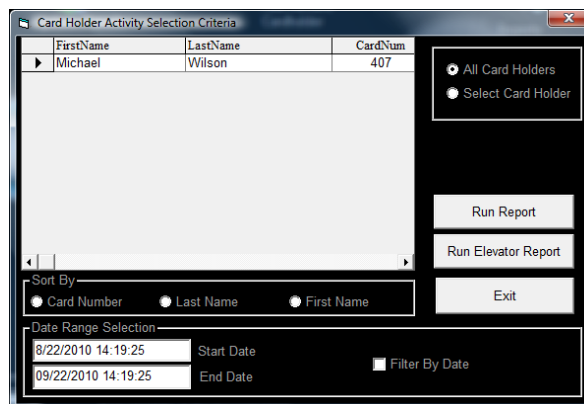 Card Holder Activity Selection Criteria
FirstName LastName CardNum
Michael Wilson 407
All Card Holders
Select Card Holder
Run Report
Run Elevator Report
Exit
Sort By
Card Number Last Name First Name
Date Range Selection
8/22/2010 14:19:25 Start Date
09/22/2010 14:19:25 End Date
Filter By Date